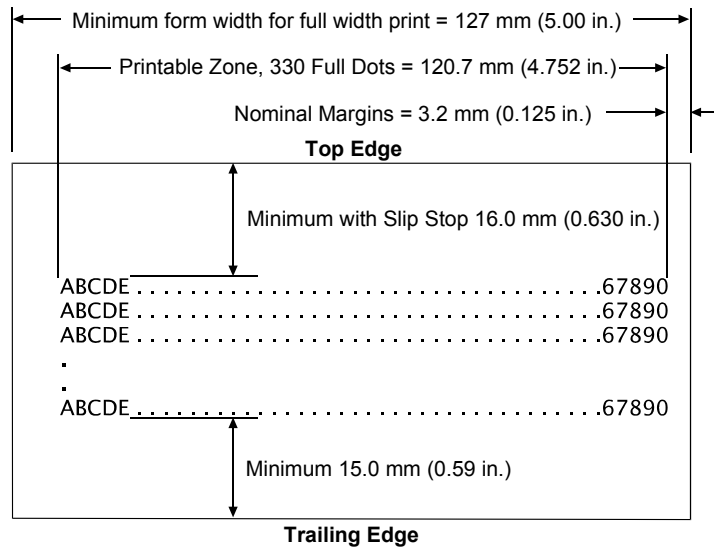 Minimum form width for full width print = 127 mm (5.00 in.)
Printable Zone, 330 Full Dots = 120.7 mm (4.752 in.)
Nominal Margins = 3.2 mm (0.125 in.)
Top Edge
Minimum with Slip Stop 16.0 mm (0.630 in.)
ABCDE . . . . . . . . . . . . . . . . . . . . . . . . . . . . . . . . . . . 67890
ABCDE . . . . . . . . . . . . . . . . . . . . . . . . . . . . . . . . . . . 67890
ABCDE . . . . . . . . . . . . . . . . . . . . . . . . . . . . . . . . . . . 67890
.
.
ABCDE . . . . . . . . . . . . . . . . . . . . . . . . . . . . . . . . . . . 67890
Minimum 15.0 mm (0.59 in.)
Trailing Edge